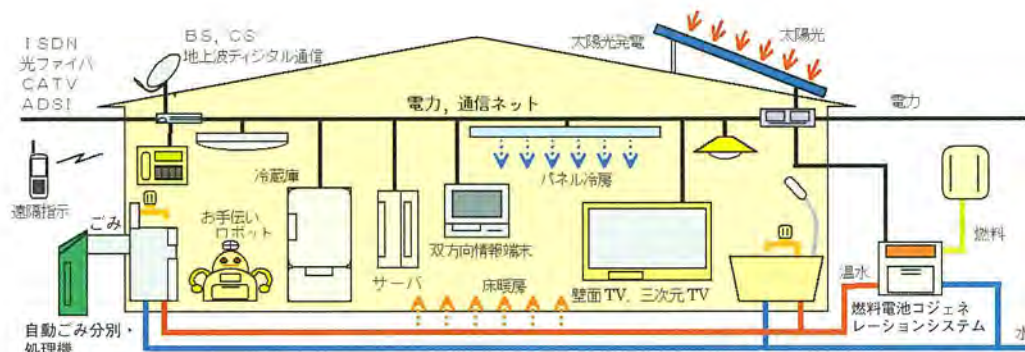 ISDN
光ファイバ
CATV
ADSI
BS, CS
地上波ディジタル通信
太陽光発電
太陽光
電力，通信ネット
電力
遠隔指示
冷蔵庫
パネル冷房
ごみ
お手伝い
ロボット
サーバ
双方向情報端末
床暖房
壁面TV、三次元TV
温水
燃料
燃料電池コジェネ
レーションシステム
水
自動ごみ分別・
処理機